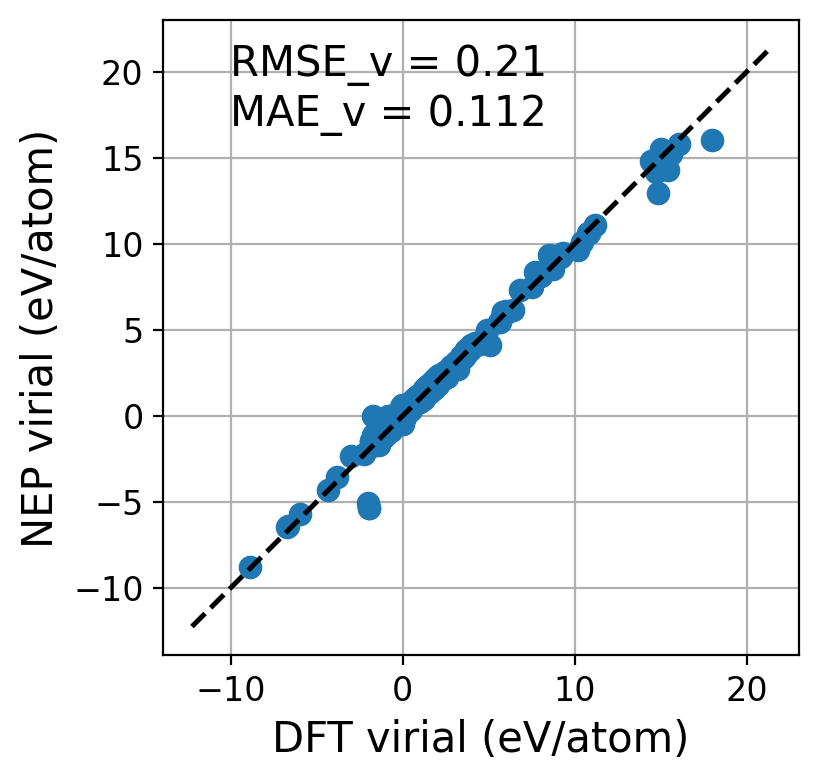 RMSE_v = 0.21
MAE_v = 0.112
NEP virial (eV/atom)
20
15
10
5
0
−5
−10
−10 0 10 20
DFT virial (eV/atom)